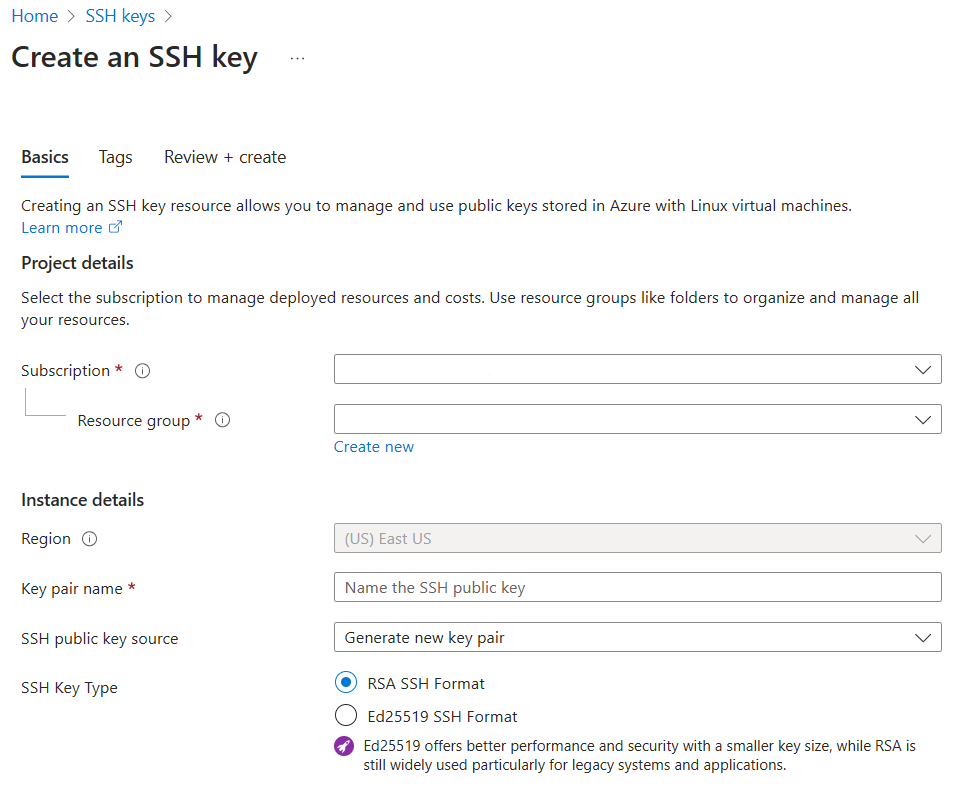 Home > SSH keys >
Create an SSH key ...
Basics Tags Review + create
Creating an SSH key resource allows you to manage and use public keys stored in Azure with Linux virtual machines.
Learn more
Project details
Select the subscription to manage deployed resources and costs. Use resource groups like folders to organize and manage all
your resources.
Subscription *
Resource group *
Create new
Instance details
Region (US) East US
Key pair name * Name the SSH public key
SSH public key source Generate new key pair
SSH Key Type RSA SSH Format
Ed25519 SSH Format
Ed25519 offers better performance and security with a smaller key size, while RSA is
still widely used particularly for legacy systems and applications.